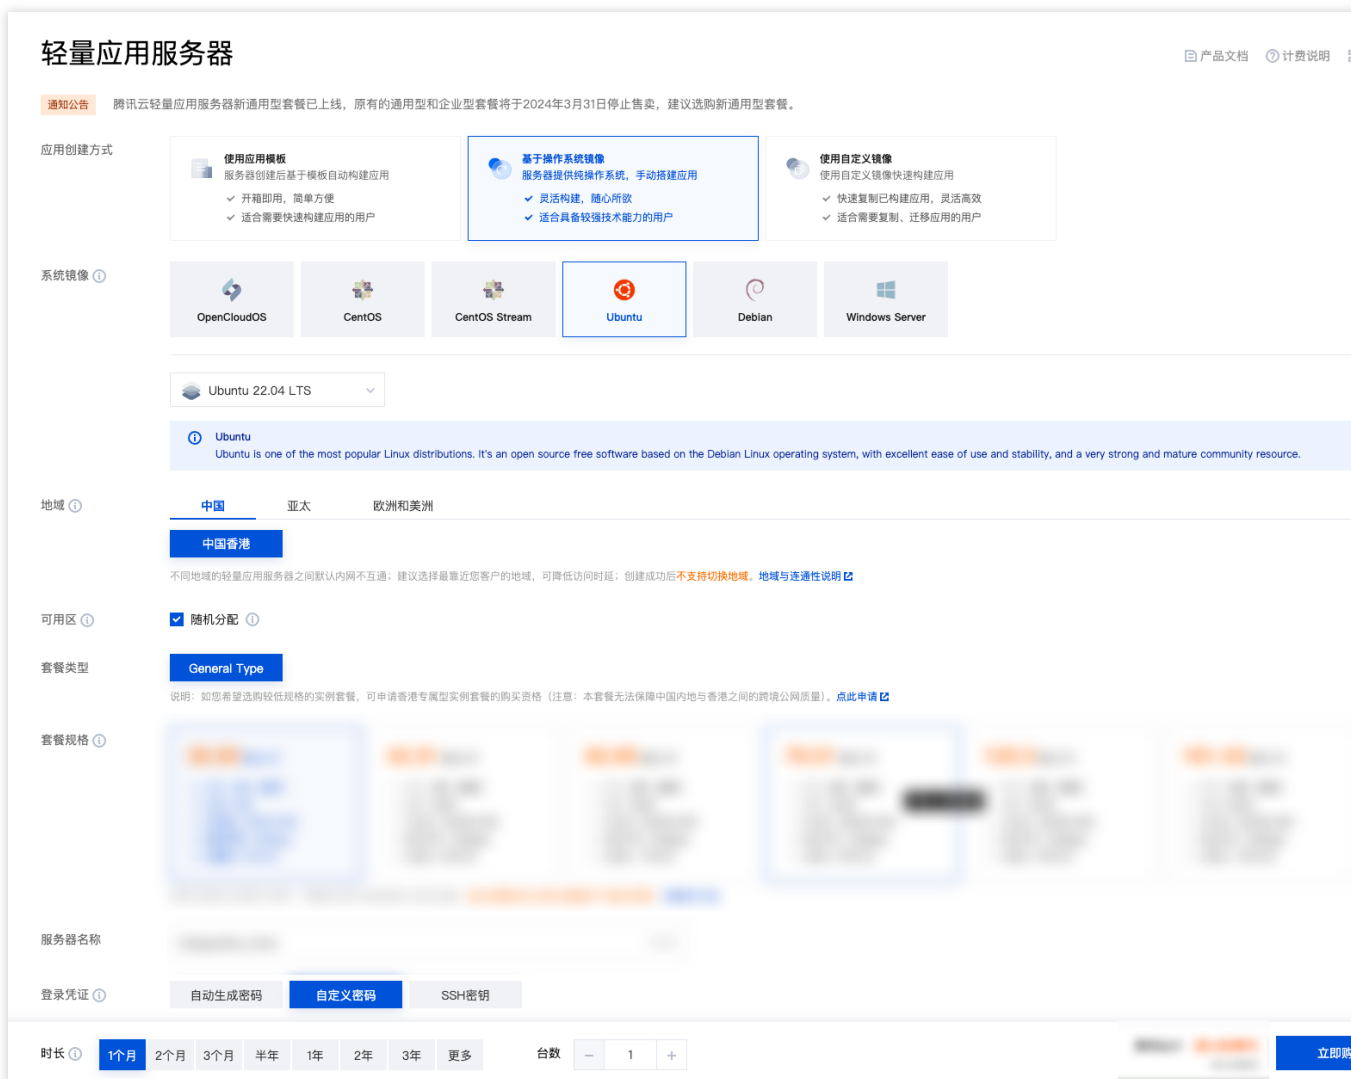 轻量应用服务器
产品文档 计费说明
通知公告 腾讯云轻量应用服务器新通用型套餐已上线，原有的通用型和企业型套餐将于2024年3月31日停止售卖，建议选购新通用型套餐。
应用创建方式
使用应用模板
服务器创建后基于模板自动构建应用
开箱即用，简单方便
适合需要快速构建应用的用户
基于操作系统镜像
服务器提供纯操作系统，手动搭建应用
灵活构建，随心所欲
适合具备较强技术能力的用户
使用自定义镜像
使用自定义镜像快速构建应用
快速复制已构建应用，灵活高效
适合需要复制、迁移应用的用户
系统镜像
OpenCloudOS CentOS CentOS Stream Ubuntu Debian Windows Server
Ubuntu 22.04 LTS
Ubuntu
Ubuntu is one of the most popular Linux distributions. It's an open source free software based on the Debian Linux operating system, with excellent ease of use and stability, and a very strong and mature community resource.
地域 中国 亚太 欧洲和美洲
中国香港
不同地域的轻量应用服务器之间默认内网不互通；建议选择最靠近您客户的地域，可降低访问时延；创建成功后不支持切换地域。地域与连通性说明
可用区 随机分配
套餐类型 General Type
说明：如您希望选购较低规格的实例套餐，可申请香港专属型实例套餐的购买资格（注意：本套餐无法保障中国内地与香港之间的跨境公网质量）。点此申请
套餐规格
服务器名称
登录凭证 自动生成密码 自定义密码 SSH密钥
时长 1个月 2个月 3个月 半年 1年 2年 3年 更多 台数 1 立即购